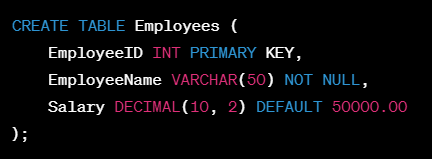 CREATE TABLE Employees (
    EmployeeID INT PRIMARY KEY,
    EmployeeName VARCHAR(50) NOT NULL,
    Salary DECIMAL(10, 2) DEFAULT 50000.00
);